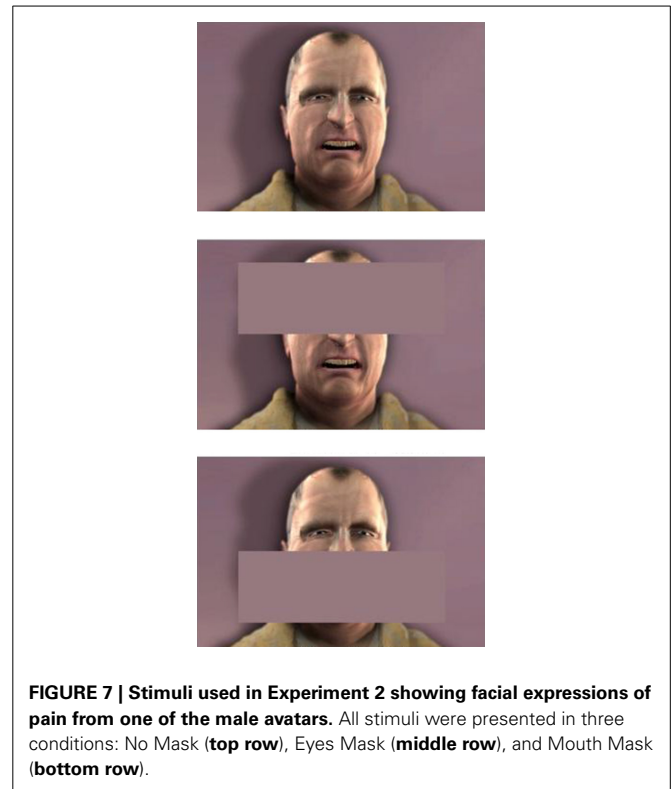 FIGURE 7 | Stimuli used in Experiment 2 showing facial expressions of
pain from one of the male avatars. All stimuli were presented in three
conditions: No Mask (top row), Eyes Mask (middle row), and Mouth Mask
(bottom row).